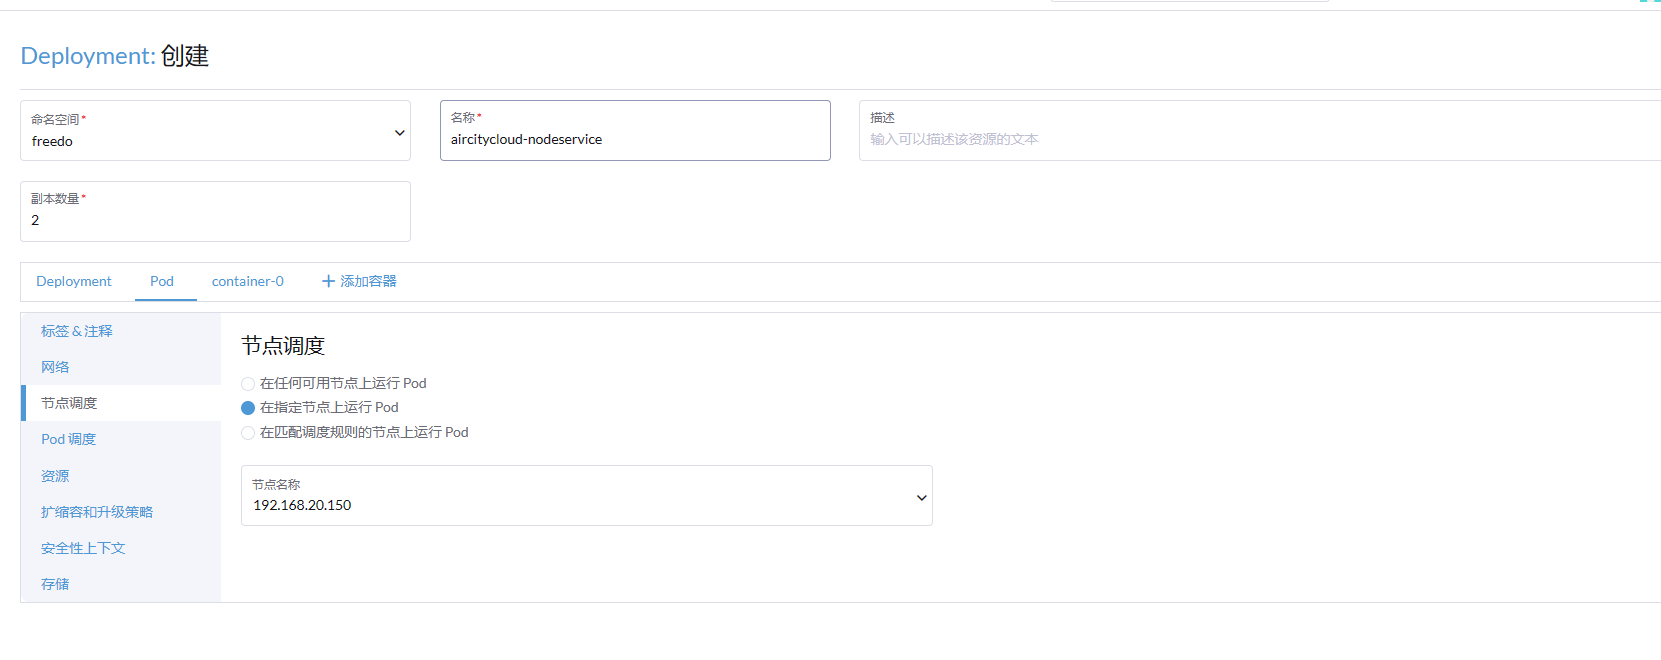 Deployment: 创建
命名空间*
freedo
名称*
aircitycloud-nodeservice
描述
输入可以描述该资源的文本
副本数量*
2
Deployment Pod container-0 + 添加容器
标签 & 注释
网络
节点调度
Pod 调度
资源
扩缩容和升级策略
安全性上下文
存储
节点调度
在任何可用节点上运行 Pod
在指定节点上运行 Pod
在匹配调度规则的节点上运行 Pod
节点名称
192.168.20.150